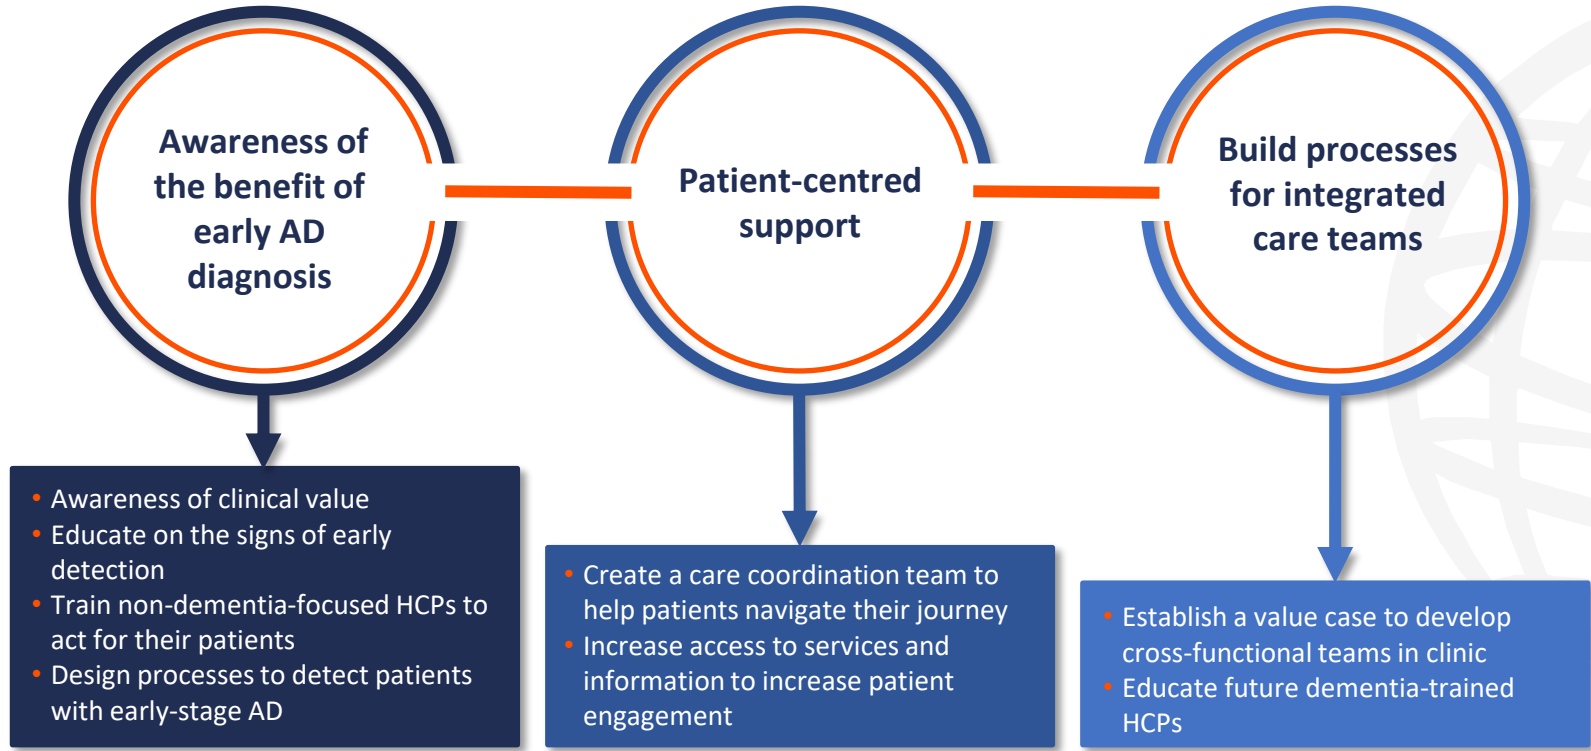 Awareness of
the benefit of
early AD
diagnosis
Patient-centred
support
Build processes
for integrated
care teams
• Awareness of clinical value
• Educate on the signs of early
detection
• Train non-dementia-focused HCPs to
act for their patients
• Design processes to detect patients
with early-stage AD
• Create a care coordination team to
help patients navigate their journey
• Increase access to services and
information to increase patient
engagement
• Establish a value case to develop
cross-functional teams in clinic
• Educate future dementia-trained
HCPs